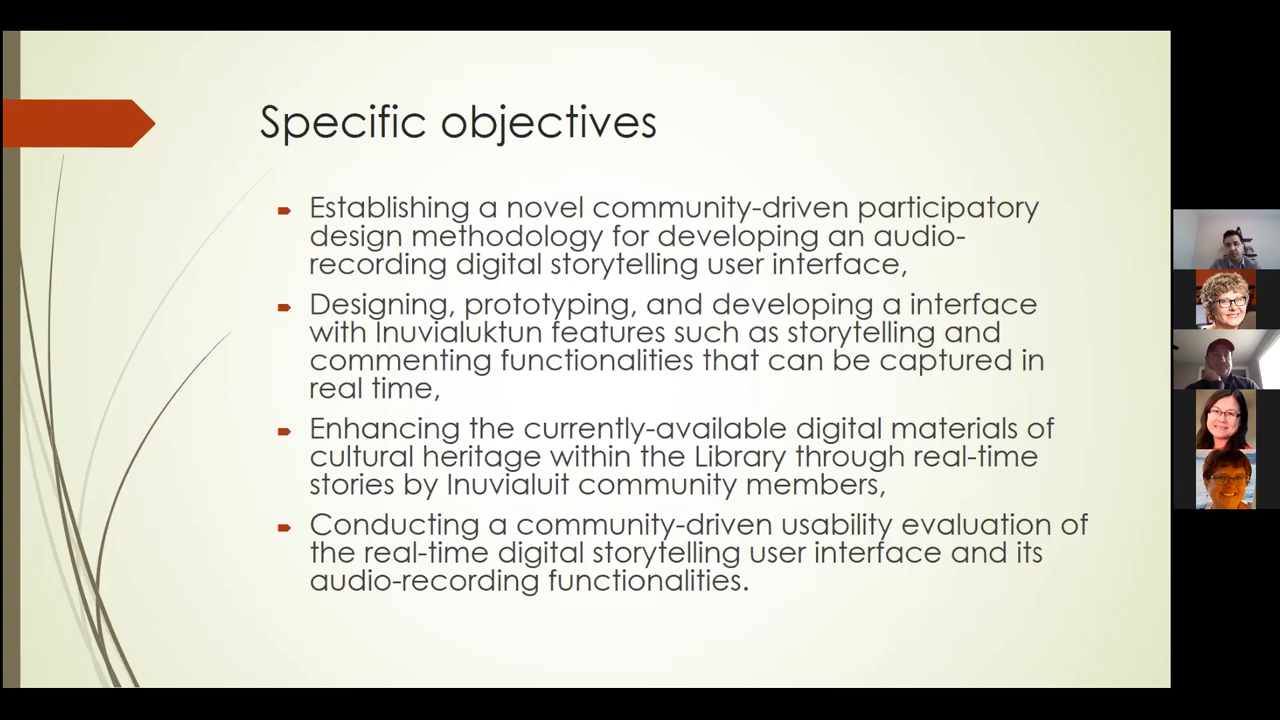 Specific objectives
Establishing a novel community-driven participatory
design methodology for developing an audio-
recording digital storytelling user interface,
Designing, prototyping, and developing a interface
with Inuvialuktun features such as storytelling and
commenting functionalities that can be captured in
real time,
Enhancing the currently-available digital materials of
cultural heritage within the Library through real-time
stories by Inuvialuit community members,
Conducting a community-driven usability evaluation of
the real-time digital storytelling user interface and its
audio-recording functionalities.